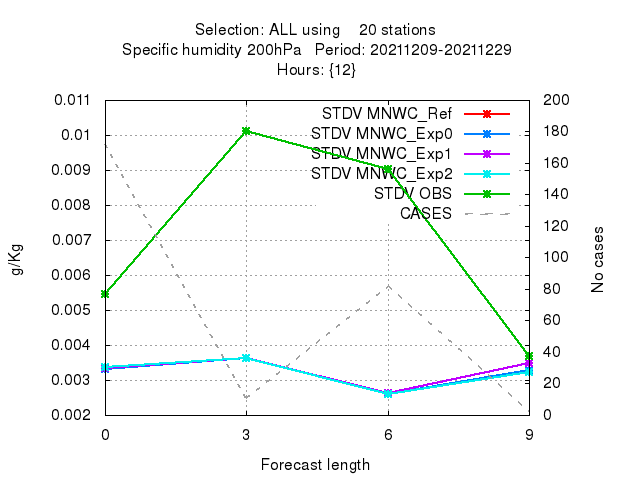 Selection: ALL using    20 stations
Specific humidity 200hPa   Period: 20211209-20211229
Hours: {12}
0.011
0.01
0.009
0.008
0.007
0.006
0.005
0.004
0.003
0.002
g/Kg
STDV MNWC_Ref
STDV MNWC_Exp0
STDV MNWC_Exp1
STDV MNWC_Exp2
STDV OBS
CASES
200
180
160
140
120
100
80
60
40
20
0
No cases
0 3 6 9
Forecast length